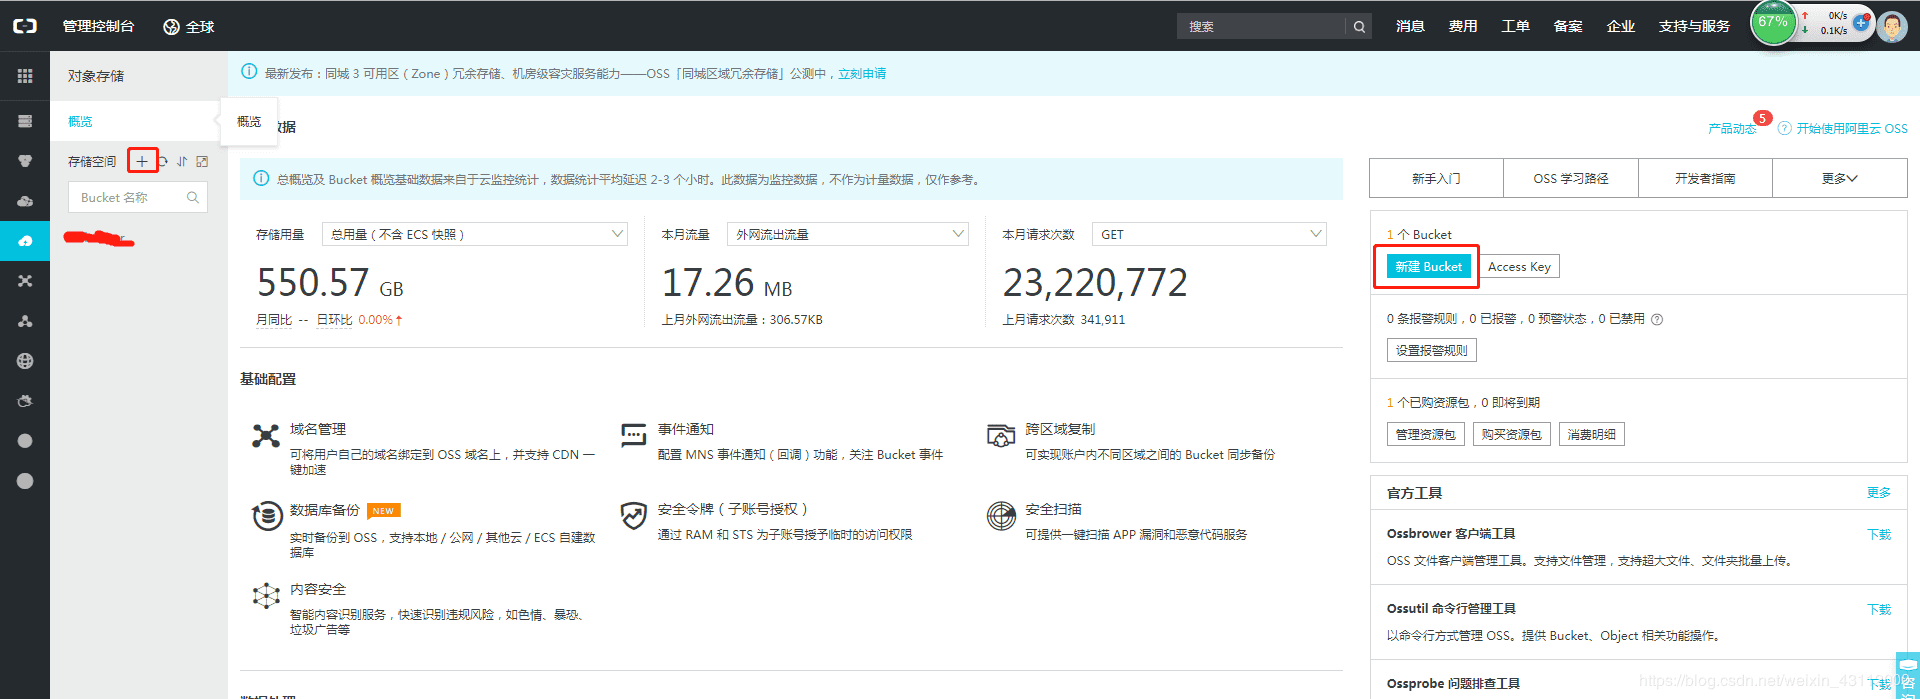 管理控制台 全球 搜索 消息 费用 工单 备案 企业 支持与服务 67% 0K/s
0.1K/s
对象存储
最新发布：同城 3 可用区（Zone）冗余存储、机房级容灾服务能力——OSS「同城区域冗余存储」公测中，立刻申请
概览
概览
数据
产品动态 5 开始使用阿里云 OSS
存储空间
Bucket 名称
总概览及 Bucket 概览基础数据来自于云监控统计，数据统计平均延迟 2-3 个小时。此数据为监控数据，不作为计量数据，仅作参考。
新手入门 OSS 学习路径 开发者指南 更多
存储用量 总用量（不含 ECS 快照）
550.57 GB
月同比 -- 日环比 0.00%↑
本月流量 外网流出流量
17.26 MB
上月外网流出流量：306.57KB
本月请求次数 GET
23,220,772
上月请求次数 341,911
1 个 Bucket
新建 Bucket Access Key
0 条报警规则，0 已报警，0 预警状态，0 已禁用
设置报警规则
1 个已购资源包，0 即将到期
管理资源包 购买资源包 消费明细
基础配置
域名管理
可将用户自己的域名绑定到 OSS 域名上，并支持 CDN 一
键加速
事件通知
配置 MNS 事件通知（回调）功能，关注 Bucket 事件
跨区域复制
可实现账户内不同区域之间的 Bucket 同步备份
数据库备份 NEW
实时备份到 OSS，支持本地 / 公网 / 其他云 / ECS 自建数
据库
安全令牌（子账号授权）
通过 RAM 和 STS 为子账号授予临时的访问权限
安全扫描
可提供一键扫描 APP 漏洞和恶意代码服务
内容安全
智能内容识别服务，快速识别违规风险，如色情、暴恐、
垃圾广告等
官方工具 更多
Ossbrower 客户端工具 下载
OSS 文件客户端管理工具。支持文件管理，支持超大文件、文件夹批量上传。
Ossutil 命令行管理工具 下载
以命令行方式管理 OSS。提供 Bucket、Object 相关功能操作。
Ossprobe 问题排查工具 下载
数据处理